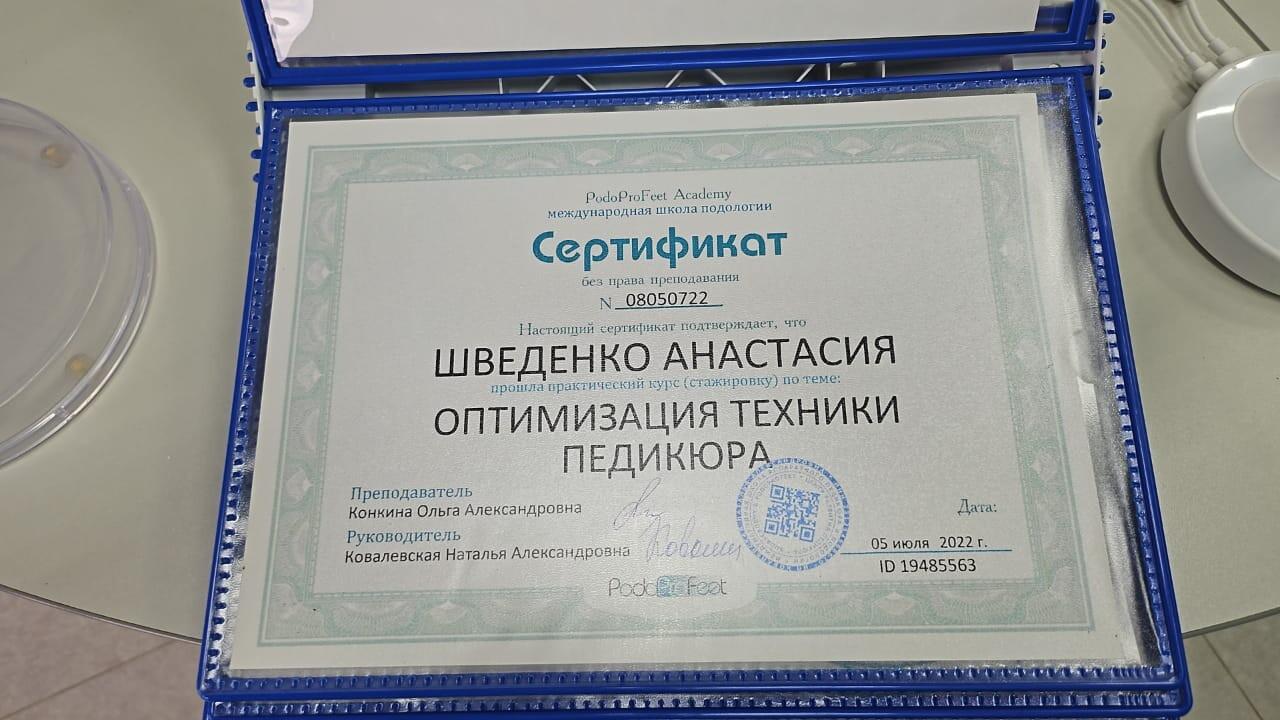 PodoProFeet Academy
международная школа подологии
Сертификат
без права преподавания
N 08050722
Настоящий сертификат подтверждает, что
ШВЕДЕНКО АНАСТАСИЯ
прошла практический курс (стажировку) по теме:
ОПТИМИЗАЦИЯ ТЕХНИКИ
ПЕДИКЮРА
Преподаватель
Конкина Ольга Александровна
Руководитель
Ковалевская Наталья Александровна
Дата:
05 июля 2022 г.
ID 19485563
PodoProFeet